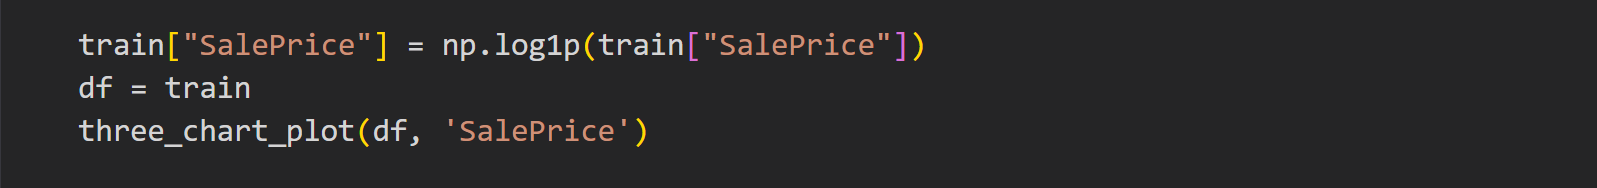 train["SalePrice"] = np.log1p(train["SalePrice"])
df = train
three_chart_plot(df, 'SalePrice')